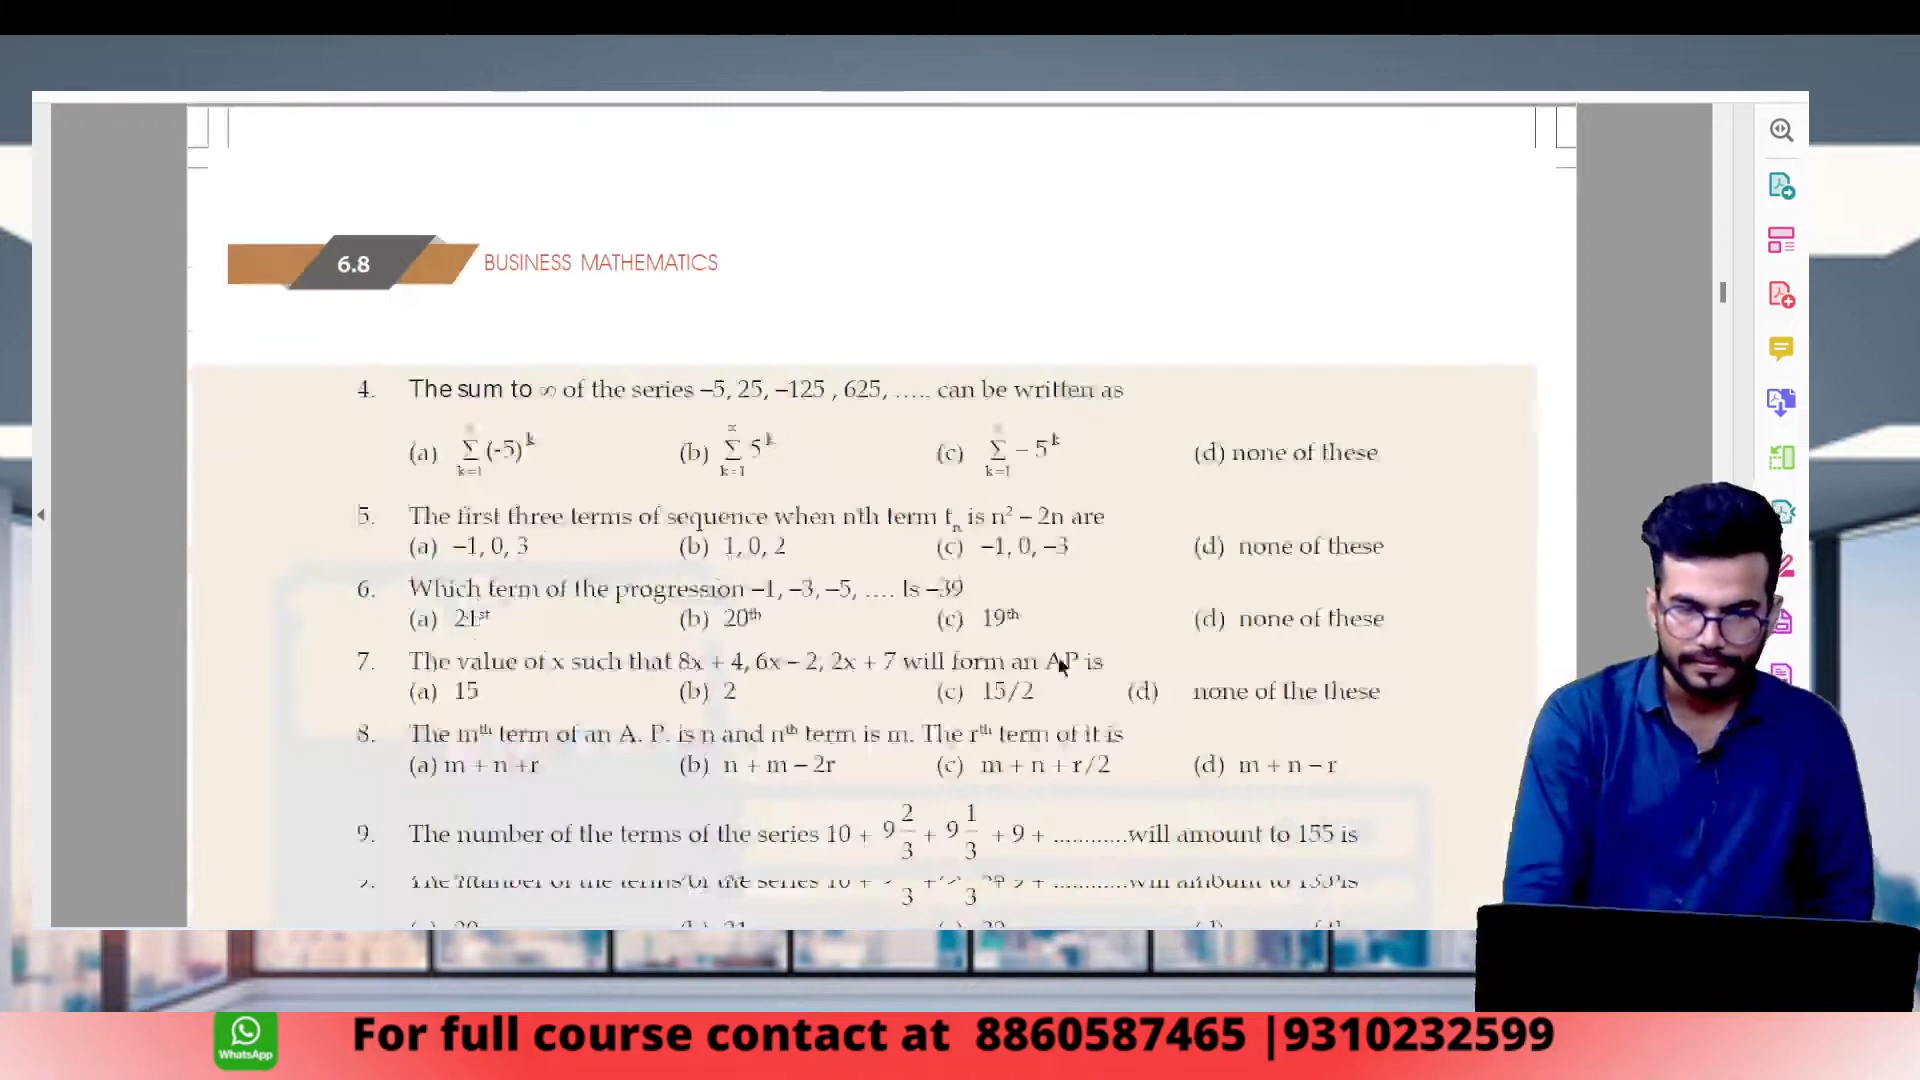 6.8 BUSINESS MATHEMATICS
4. The sum to ∞ of the series –5, 25, –125 , 625, ….. can be written as
(a) ∑ k=1 (-5)^k (b) ∞ ∑ k=1 5^k (c) ∑ k=1 – 5^k (d) none of these
5. The first three terms of sequence when nth term tₙ is n² – 2n are
(a) –1, 0, 3 (b) 1, 0, 2 (c) –1, 0, –3 (d) none of these
6. Which term of the progression –1, –3, –5, …. Is –39
(a) 21st (b) 20th (c) 19th (d) none of these
7. The value of x such that 8x + 4, 6x – 2, 2x + 7 will form an AP is
(a) 15 (b) 2 (c) 15/2 (d) none of the these
8. The mth term of an A. P. is n and nth term is m. The rth term of it is
(a) m + n +r (b) n + m – 2r (c) m + n + r/2 (d) m + n – r
9. The number of the terms of the series 10 + 9 2/3 + 9 1/3 + 9 + ............will amount to 155 is
WhatsApp
For full course contact at 8860587465 |9310232599